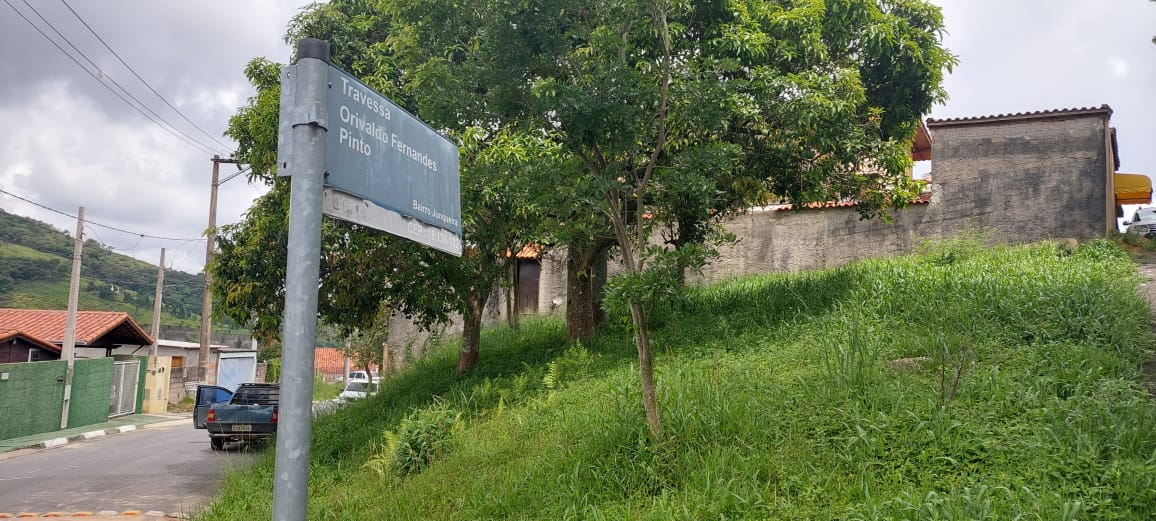 Travessa
Orivaldo Fernandes
Pinto
Bairro Junqueira
CEP